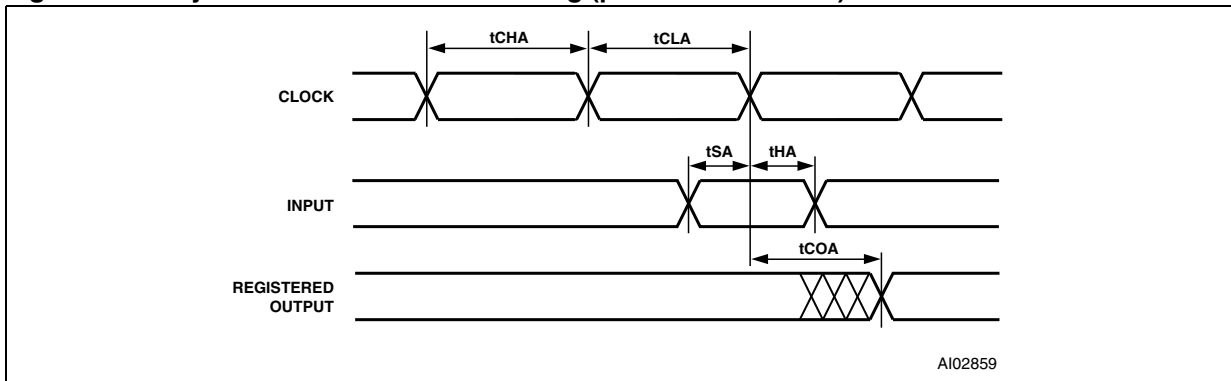 tCHA tCLA
CLOCK
tSA tHA
INPUT
tCOA
REGISTERED
OUTPUT
AI02859